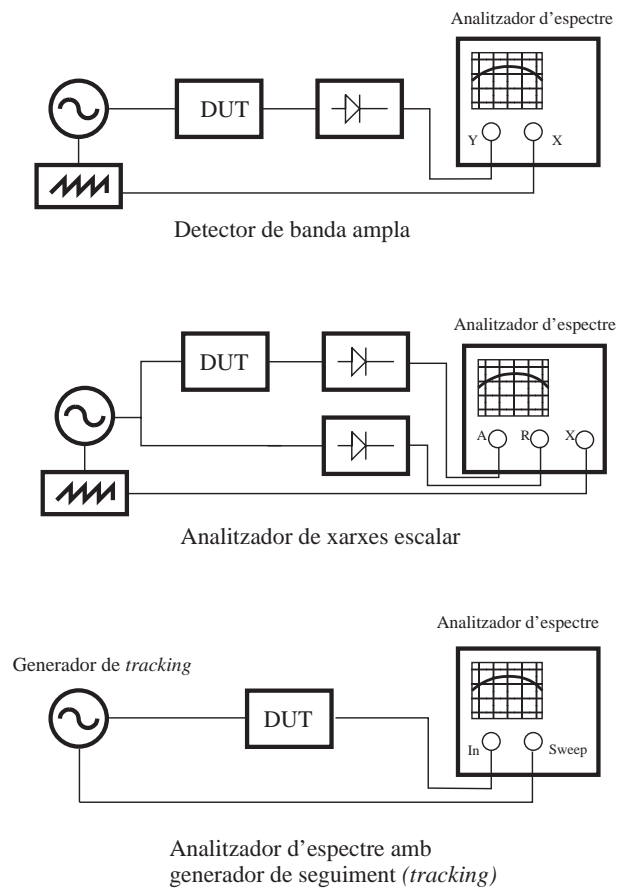 Analitzador d’espectre
DUT
Y
X
Detector de banda ampla
Analitzador d’espectre
DUT
A
R
X
Analitzador de xarxes escalar
Analitzador d’espectre
Generador de tracking
DUT
In
Sweep
Analitzador d’espectre amb
generador de seguiment (tracking)